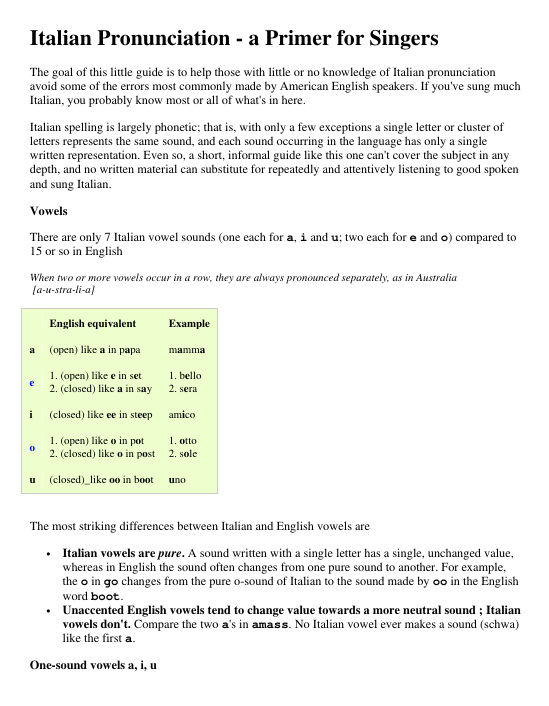 Italian Pronunciation - a Primer for Singers
The goal of this little guide is to help those with little or no knowledge of Italian pronunciation
avoid some of the errors most commonly made by American English speakers. If you've sung much
Italian, you probably know most or all of what's in here.
Italian spelling is largely phonetic; that is, with only a few exceptions a single letter or cluster of
letters represents the same sound, and each sound occurring in the language has only a single
written representation. Even so, a short, informal guide like this one can't cover the subject in any
depth, and no written material can substitute for repeatedly and attentively listening to good spoken
and sung Italian.
Vowels
There are only 7 Italian vowel sounds (one each for a, i and u; two each for e and o) compared to
15 or so in English
When two or more vowels occur in a row, they are always pronounced separately, as in Australia
[a-u-stra-li-a]
English equivalent Example
a (open) like a in papa mamma
e 1. (open) like e in set 1. bello
2. (closed) like a in say 2. sera
i (closed) like ee in steep amico
o 1. (open) like o in pot 1. otto
2. (closed) like o in post 2. sole
u (closed)_like oo in boot uno
The most striking differences between Italian and English vowels are
• Italian vowels are pure. A sound written with a single letter has a single, unchanged value,
whereas in English the sound often changes from one pure sound to another. For example,
the o in go changes from the pure o-sound of Italian to the sound made by oo in the English
word boot.
• Unaccented English vowels tend to change value towards a more neutral sound ; Italian
vowels don't. Compare the two a's in amass. No Italian vowel ever makes a sound (schwa)
like the first a.
One-sound vowels a, i, u